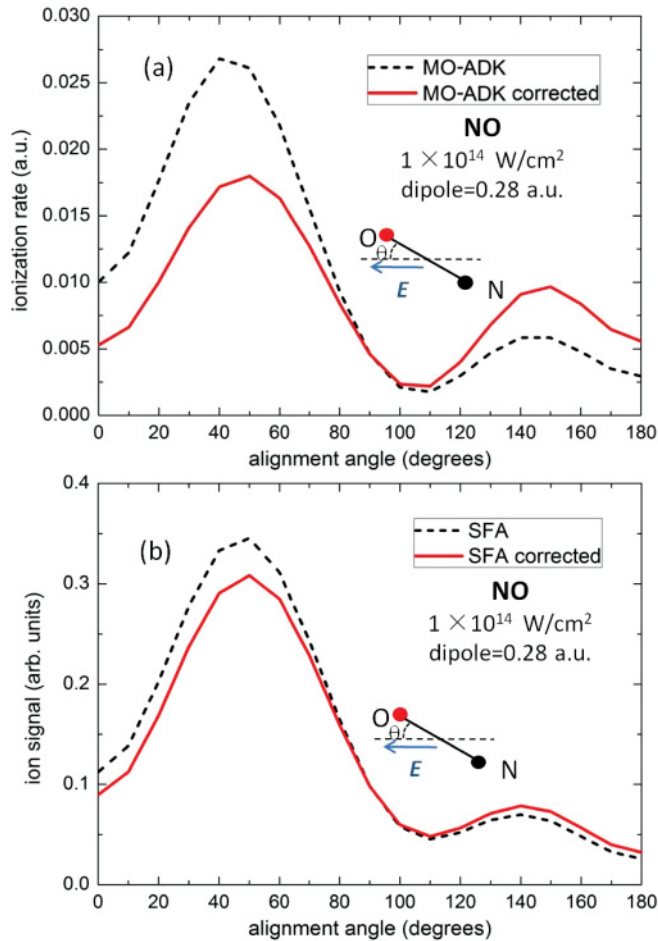 0.030
0.025
0.020
0.015
0.010
0.005
0.000
ionization rate (a.u.)
(a)
MO-ADK
MO-ADK corrected
NO
1 × 10¹⁴ W/cm²
dipole=0.28 a.u.
O
θ
E
N
0 20 40 60 80 100 120 140 160 180
alignment angle (degrees)
0.4
0.3
0.2
0.1
0.0
ion signal (arb. units)
(b)
SFA
SFA corrected
NO
1 × 10¹⁴ W/cm²
dipole=0.28 a.u.
O
θ
E
N
0 20 40 60 80 100 120 140 160 180
alignment angle (degrees)